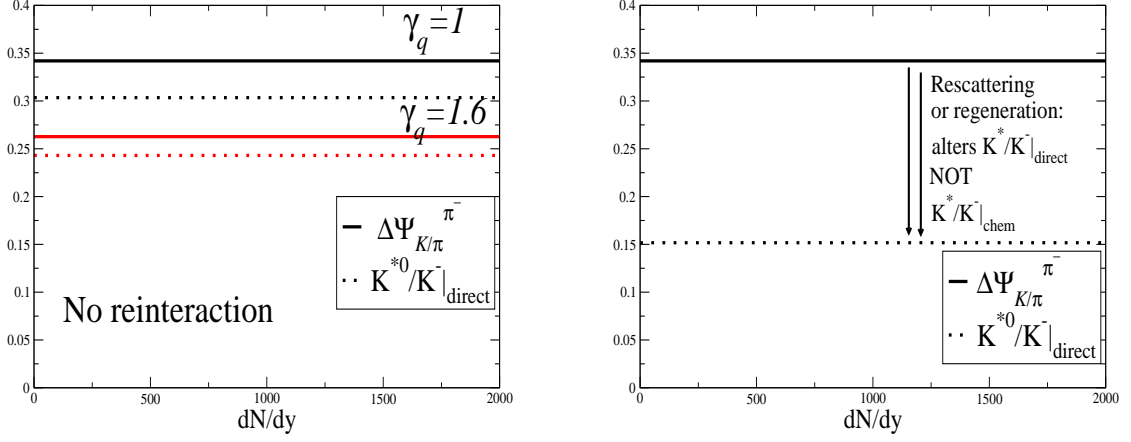 0.4
0.35
0.3
0.25
0.2
0.15
0.1
0.05
0
γq=1
γq=1.6
ΔΨK/π π-
K*0/K-|direct
No reinteraction
0 500 1000 1500 2000
dN/dy
0.4
0.35
0.3
0.25
0.2
0.15
0.1
0.05
0
Rescattering
or regeneration:
alters K*/K-|direct
NOT
K*/K-|chem
ΔΨK/π π-
K*0/K-|direct
0 500 1000 1500 2000
dN/dy